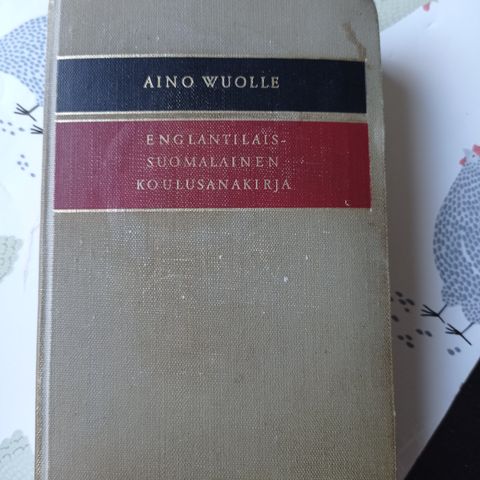 AINO WUOLLE
ENGLANTILAIS-
SUOMALAINEN
KOULUSANAKIRJA